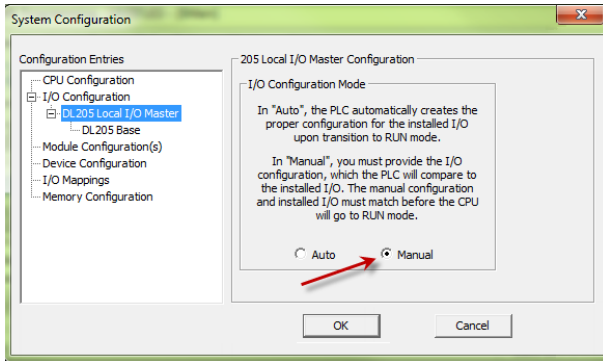 System Configuration
Configuration Entries
CPU Configuration
I/O Configuration
DL205 Local I/O Master
DL205 Base
Module Configuration(s)
Device Configuration
I/O Mappings
Memory Configuration
205 Local I/O Master Configuration
I/O Configuration Mode
In "Auto", the PLC automatically creates the
proper configuration for the installed I/O
upon transition to RUN mode.
In "Manual", you must provide the I/O
configuration, which the PLC will compare to
the installed I/O. The manual configuration
and installed I/O must match before the CPU
will go to RUN mode.
Auto
Manual
OK
Cancel